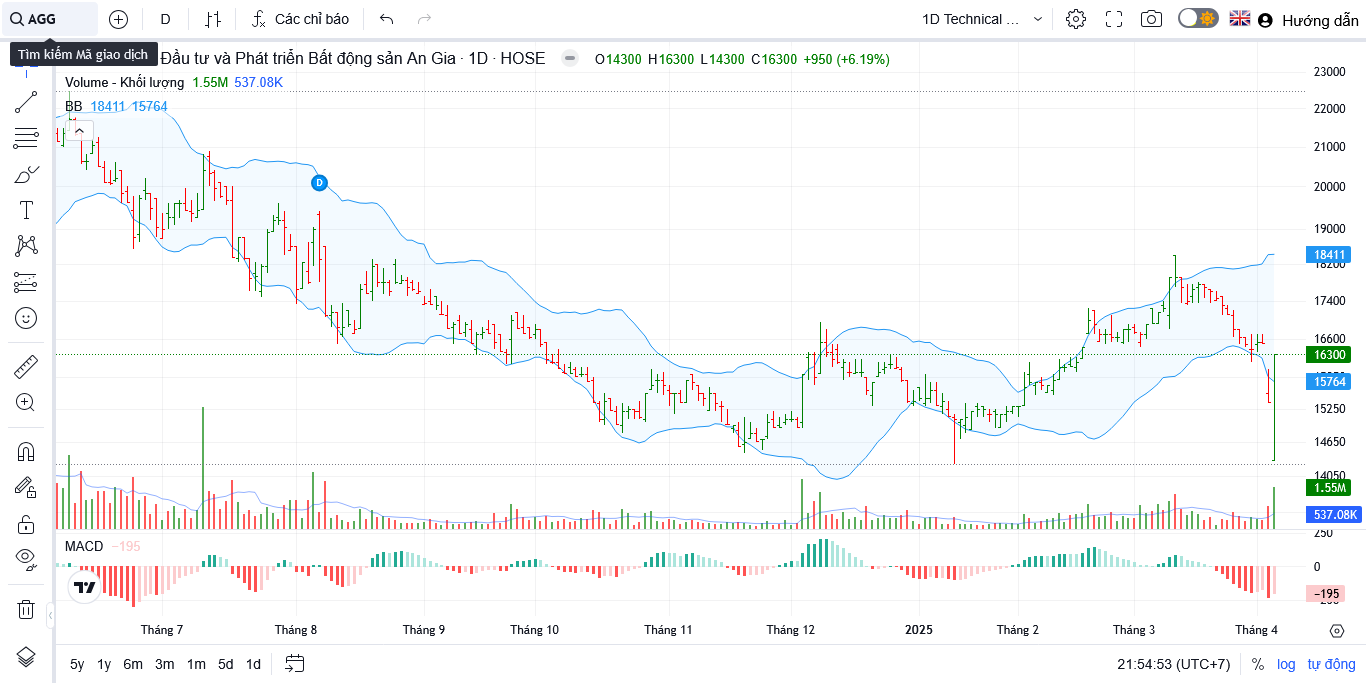 AGG
D
Các chỉ báo
1D Technical ...
Hướng dẫn
Tìm kiếm Mã giao dịch
Đầu tư và Phát triển Bất động sản An Gia · 1D · HOSE
O14300 H16300 L14300 C16300 +950 (+6.19%)
Volume - Khối lượng 1.55M 537.08K
BB 18411 15764
D
23000
22000
21000
20000
19000
18411
18200
17400
16600
16300
15764
15250
14650
14050
1.55M
537.08K
250
MACD −195
0
−195
Tháng 7
Tháng 8
Tháng 9
Tháng 10
Tháng 11
Tháng 12
2025
Tháng 2
Tháng 3
Tháng 4
5y 1y 6m 3m 1m 5d 1d
21:54:53 (UTC+7)
% log tự động